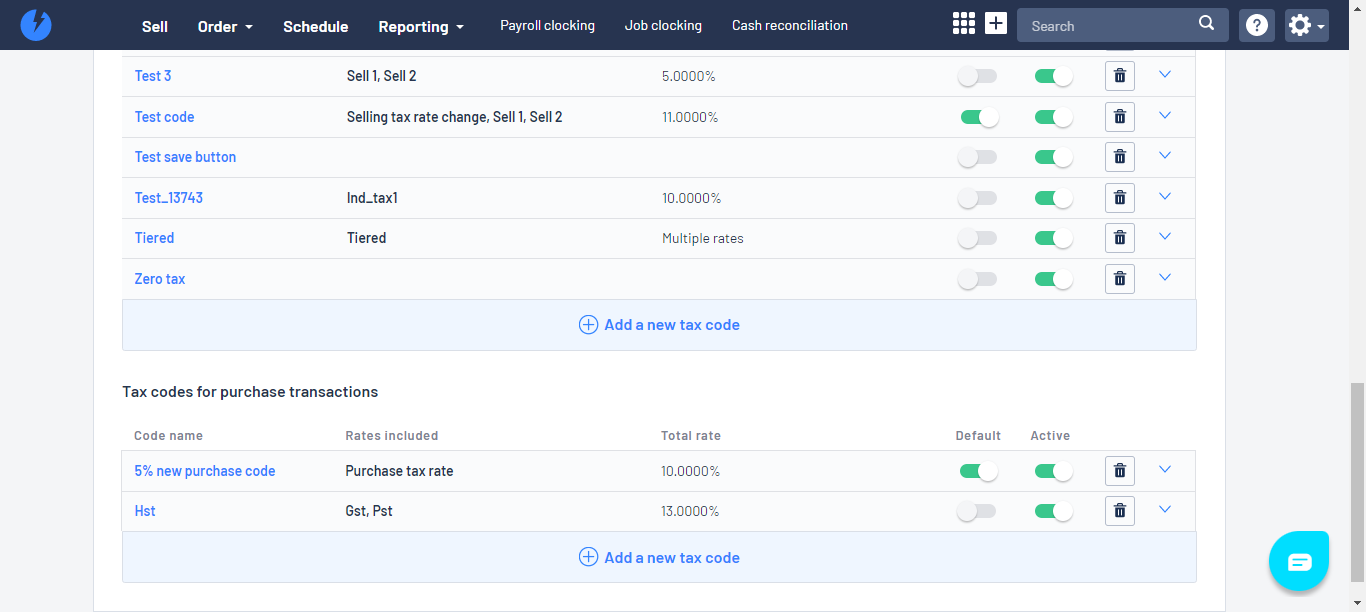 Sell Order Schedule Reporting Payroll clocking Job clocking Cash reconciliation Search
Test 3 Sell 1, Sell 2 5.0000%
Test code Selling tax rate change, Sell 1, Sell 2 11.0000%
Test save button
Test_13743 Ind_tax1 10.0000%
Tiered Tiered Multiple rates
Zero tax
Add a new tax code
Tax codes for purchase transactions
Code name Rates included Total rate Default Active
5% new purchase code Purchase tax rate 10.0000%
Hst Gst, Pst 13.0000%
Add a new tax code